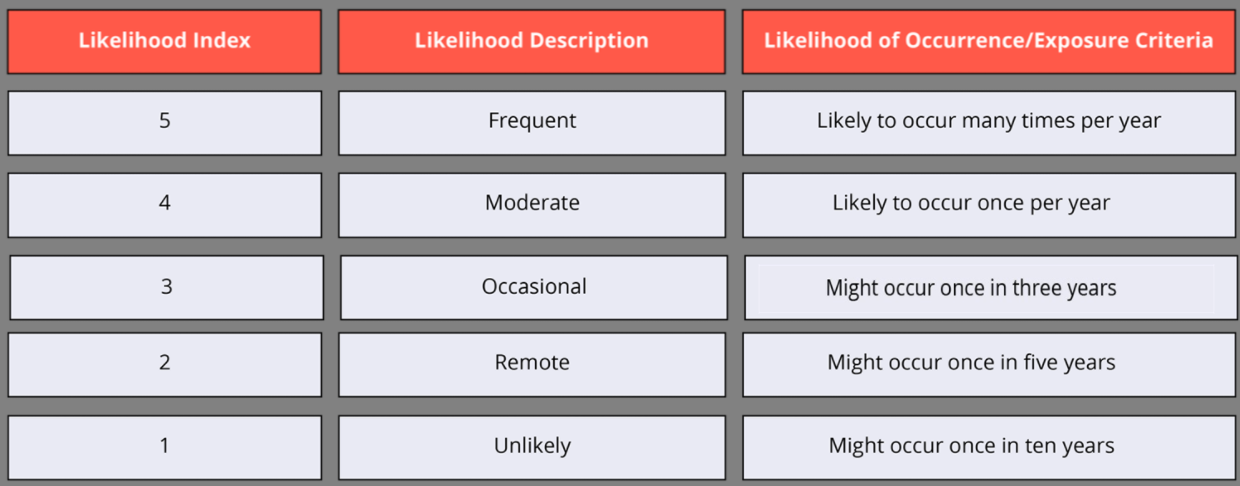 Likelihood Index Likelihood Description Likelihood of Occurrence/Exposure Criteria
5 Frequent Likely to occur many times per year
4 Moderate Likely to occur once per year
3 Occasional Might occur once in three years
2 Remote Might occur once in five years
1 Unlikely Might occur once in ten years